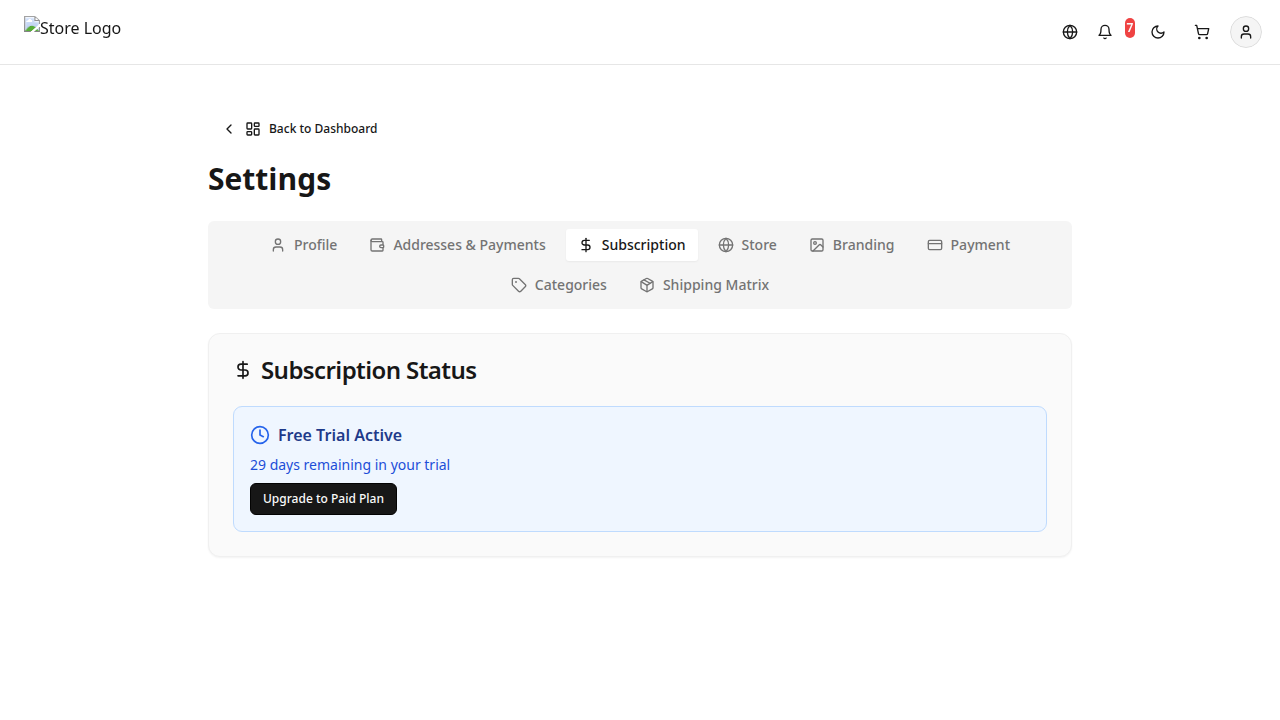 Store Logo
7
Back to Dashboard
Settings
Profile
Addresses & Payments
Subscription
Store
Branding
Payment
Categories
Shipping Matrix
Subscription Status
Free Trial Active
29 days remaining in your trial
Upgrade to Paid Plan